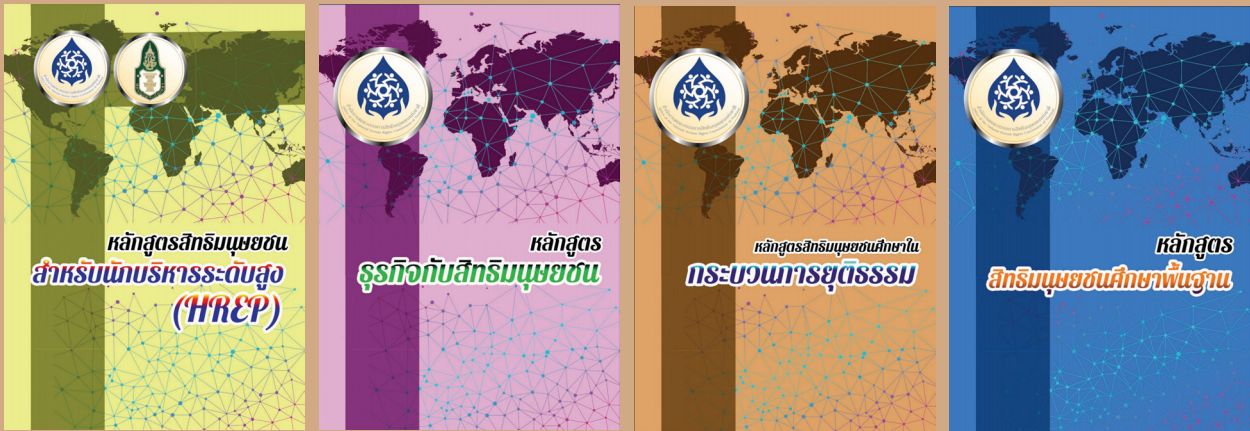 หลักสูตรสิทธิมนุษยชน
สำหรับนักบริหารระดับสูง
(HREP)
หลักสูตร
ธุรกิจกับสิทธิมนุษยชน
หลักสูตรสิทธิมนุษยชนศึกษาใน
กระบวนการยุติธรรม
หลักสูตร
สิทธิมนุษยชนศึกษาพื้นฐาน